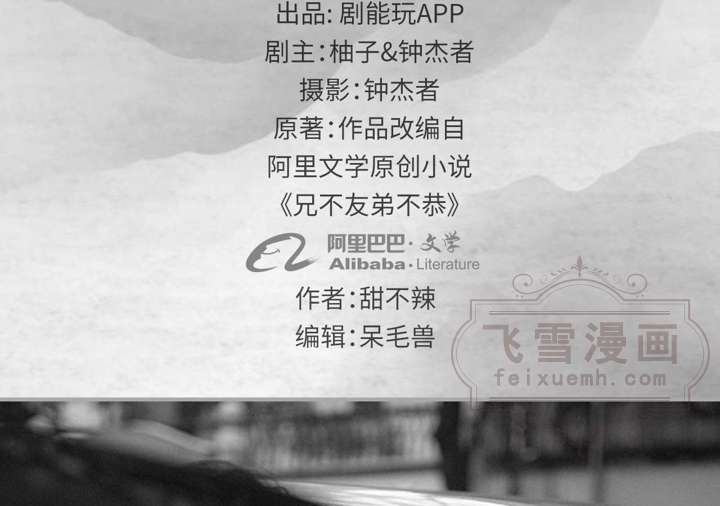 出品: 剧能玩APP
剧主：柚子&钟杰者
摄影：钟杰者
原著：作品改编自
阿里文学原创小说
《兄不友弟不恭》
阿里巴巴·文学
Alibaba·Literature
作者：甜不辣
编辑：呆毛兽
飞雪漫画
feixuemh.com